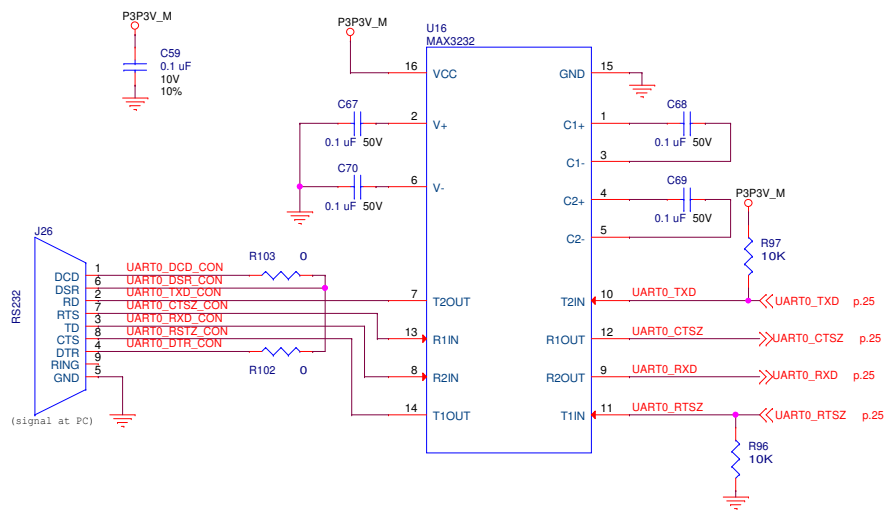 P3P3V_M
C59
0.1 uF
10V
10%
P3P3V_M
U16
MAX3232
16 VCC GND 15
C67
2 V+
0.1 uF 50V
C70
6 V-
0.1 uF 50V
C1+ 1
C68
0.1 uF 50V
C1- 3
C2+ 4
C69
0.1 uF 50V
C2- 5
P3P3V_M
R97
10K
J26
RS232
DCD 1 UART0_DCD_CON
R103 0
DSR 6 UART0_DSR_CON
RD 2 UART0_TXD_CON
RTS 7 UART0_CTSZ_CON
TD 3 UART0_RXD_CON
CTS 8 UART0_RSTZ_CON
DTR 4 UART0_DTR_CON
R102 0
RING 9
GND 5
(signal at PC)
7 T2OUT T2IN 10 UART0_TXD UART0_TXD p.25
13 R1IN R1OUT 12 UART0_CTSZ UART0_CTSZ p.25
8 R2IN R2OUT 9 UART0_RXD UART0_RXD p.25
14 T1OUT T1IN 11 UART0_RTSZ UART0_RTSZ p.25
R96
10K